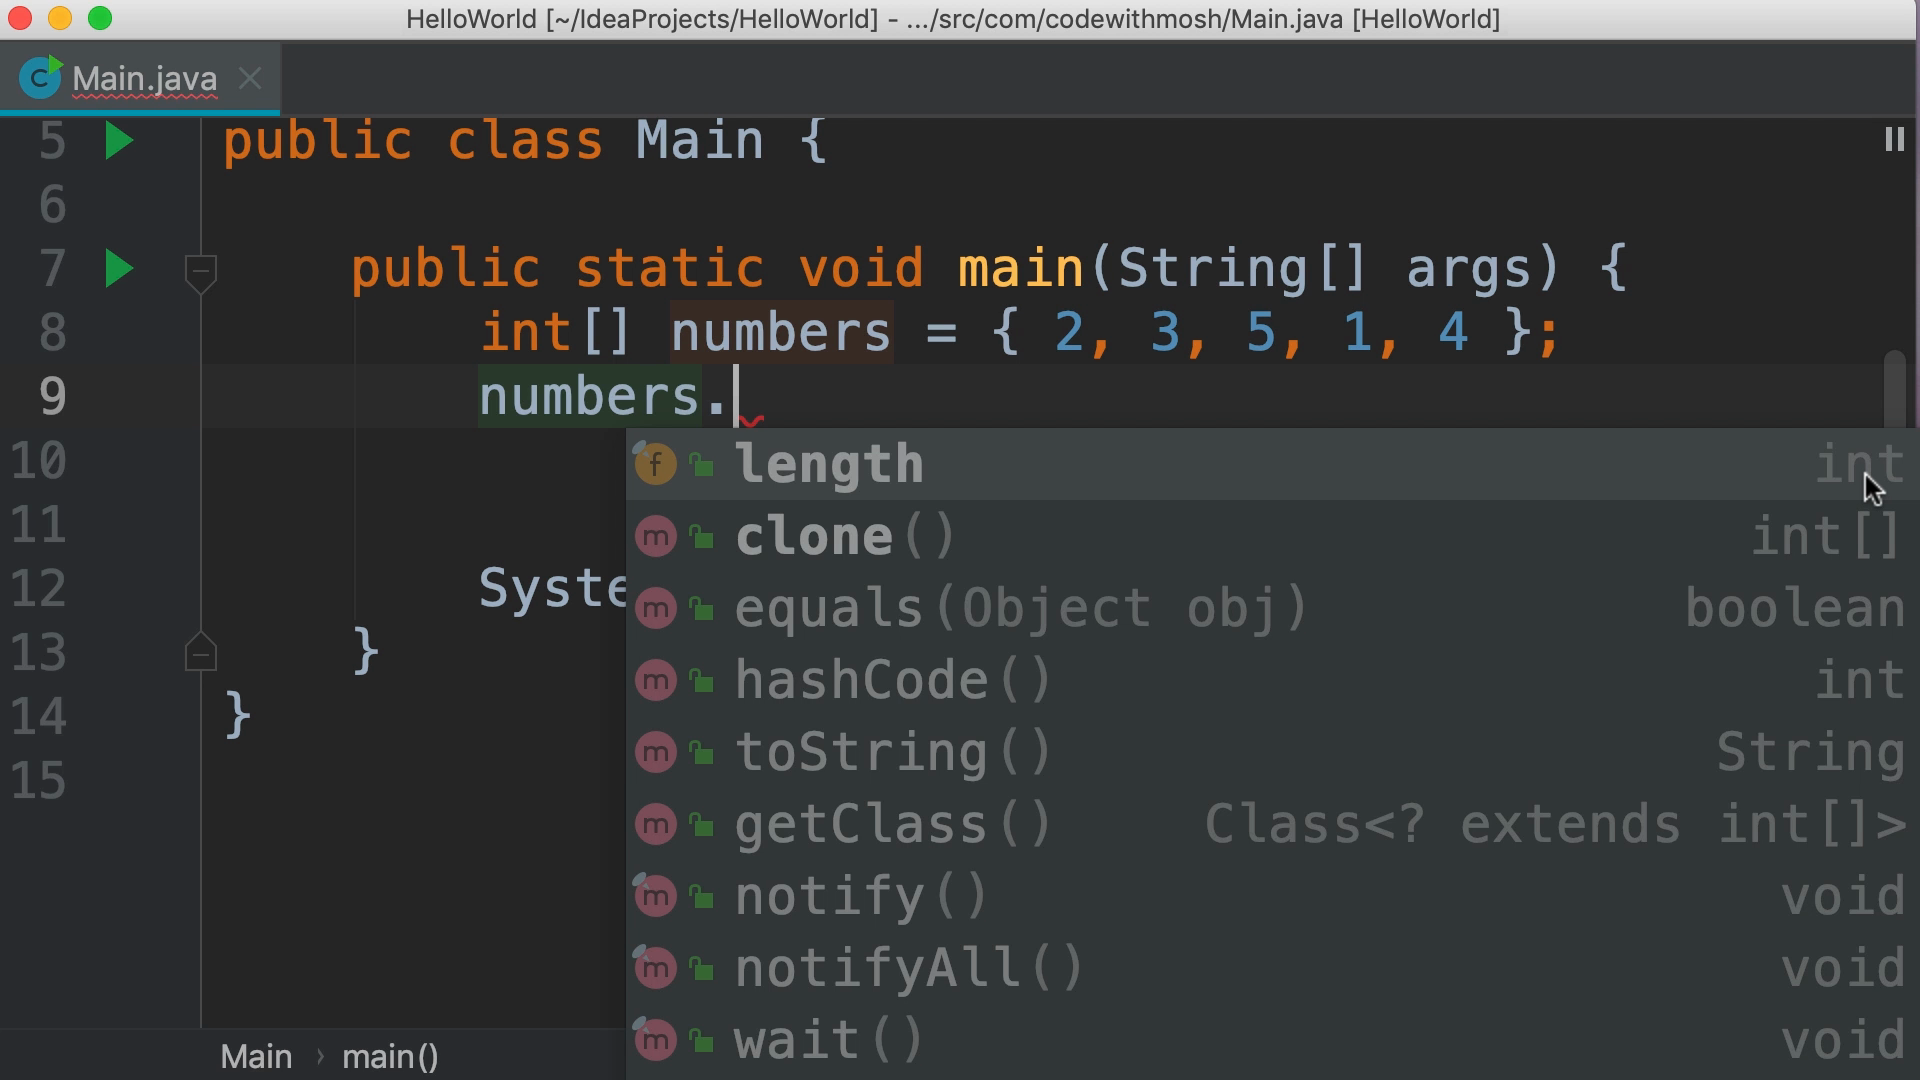 HelloWorld [~/IdeaProjects/HelloWorld] - .../src/com/codewithmosh/Main.java [HelloWorld]
Main.java
5 public class Main {
6
7 public static void main(String[] args) {
8 int[] numbers = { 2, 3, 5, 1, 4 };
9 numbers.
10 length int
11 clone() int[]
12 Syste equals(Object obj) boolean
13 } hashCode() int
14 } toString() String
15 getClass() Class<? extends int[]>
notify() void
notifyAll() void
wait() void
Main › main()